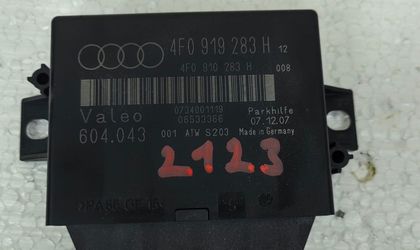 4F0 919 283 H 12
4F0 919 283 H 008
Valeo 0734001119 Parkhilfe
06533366 07.12.07
604.043 001 ATW S203 Made in Germany
2123